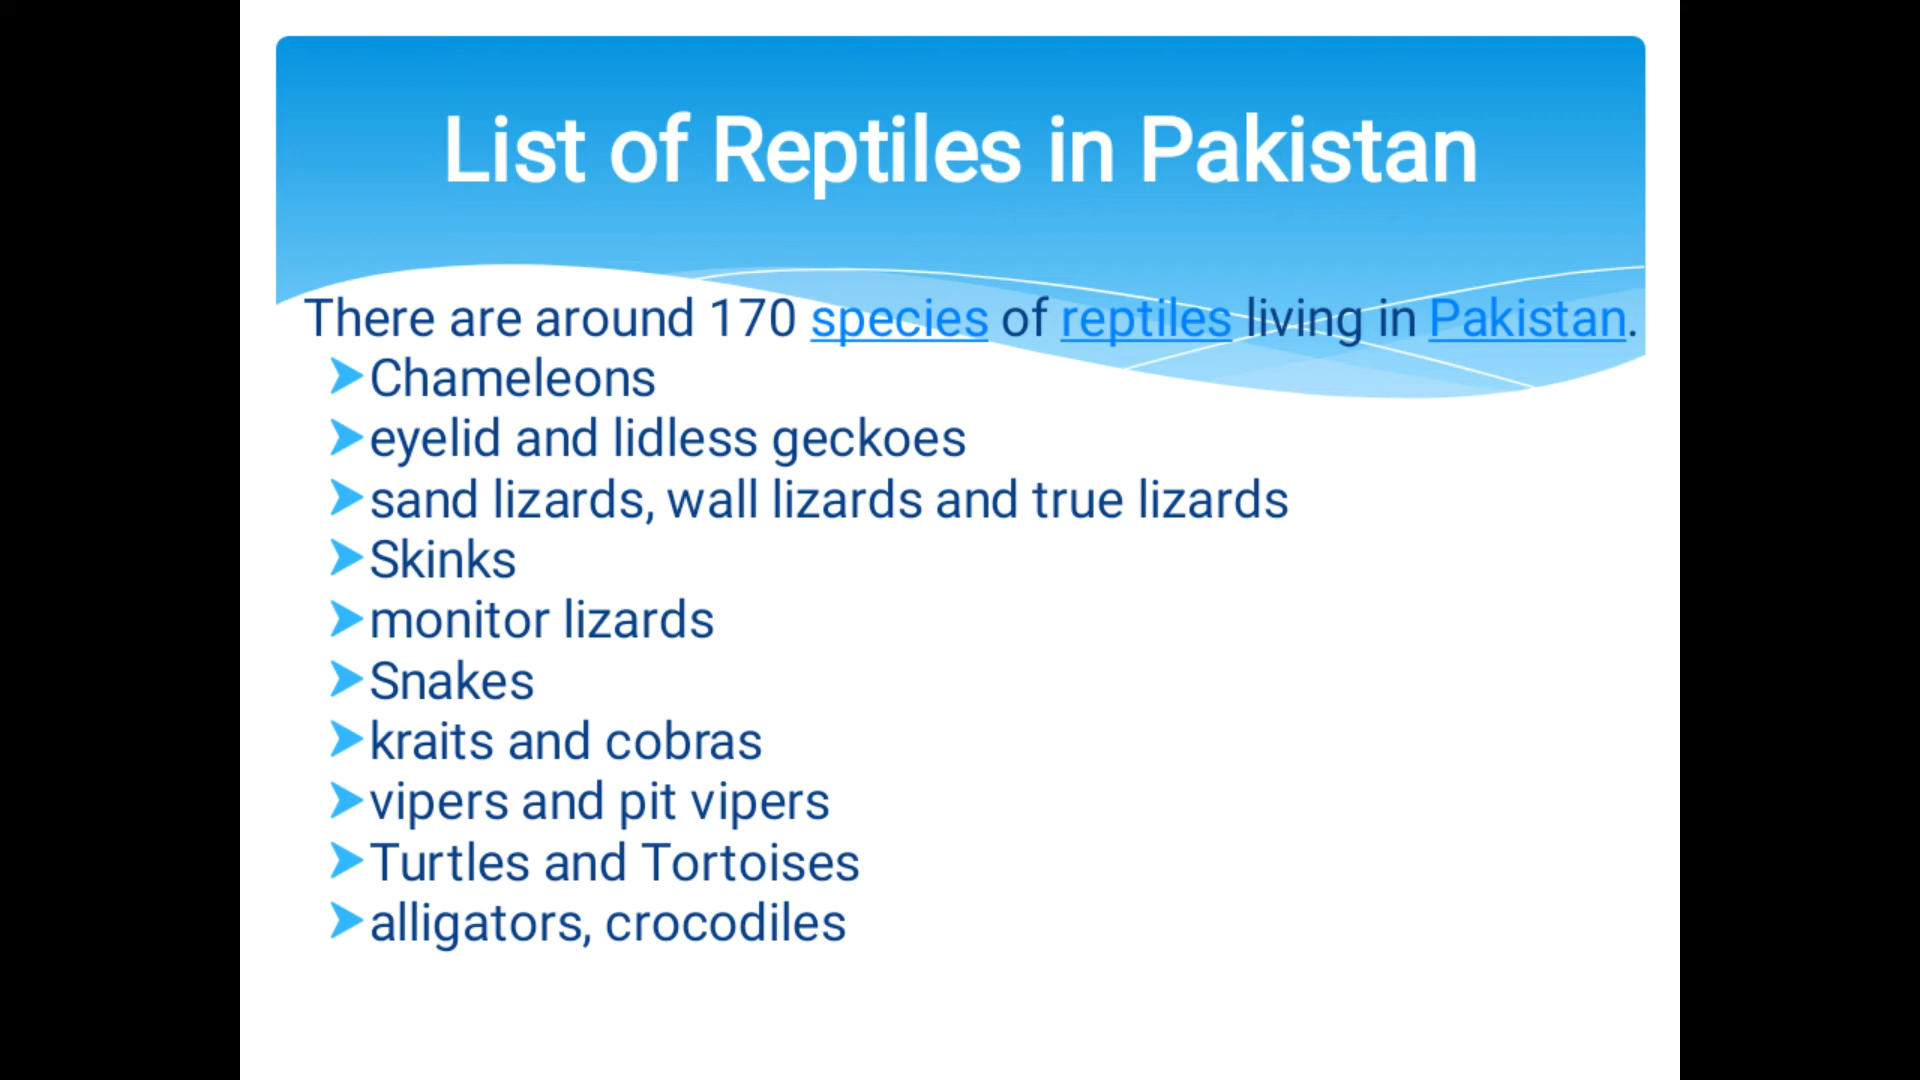 List of Reptiles in Pakistan
There are around 170 species of reptiles living in Pakistan.
Chameleons
eyelid and lidless geckoes
sand lizards, wall lizards and true lizards
Skinks
monitor lizards
Snakes
kraits and cobras
vipers and pit vipers
Turtles and Tortoises
alligators, crocodiles